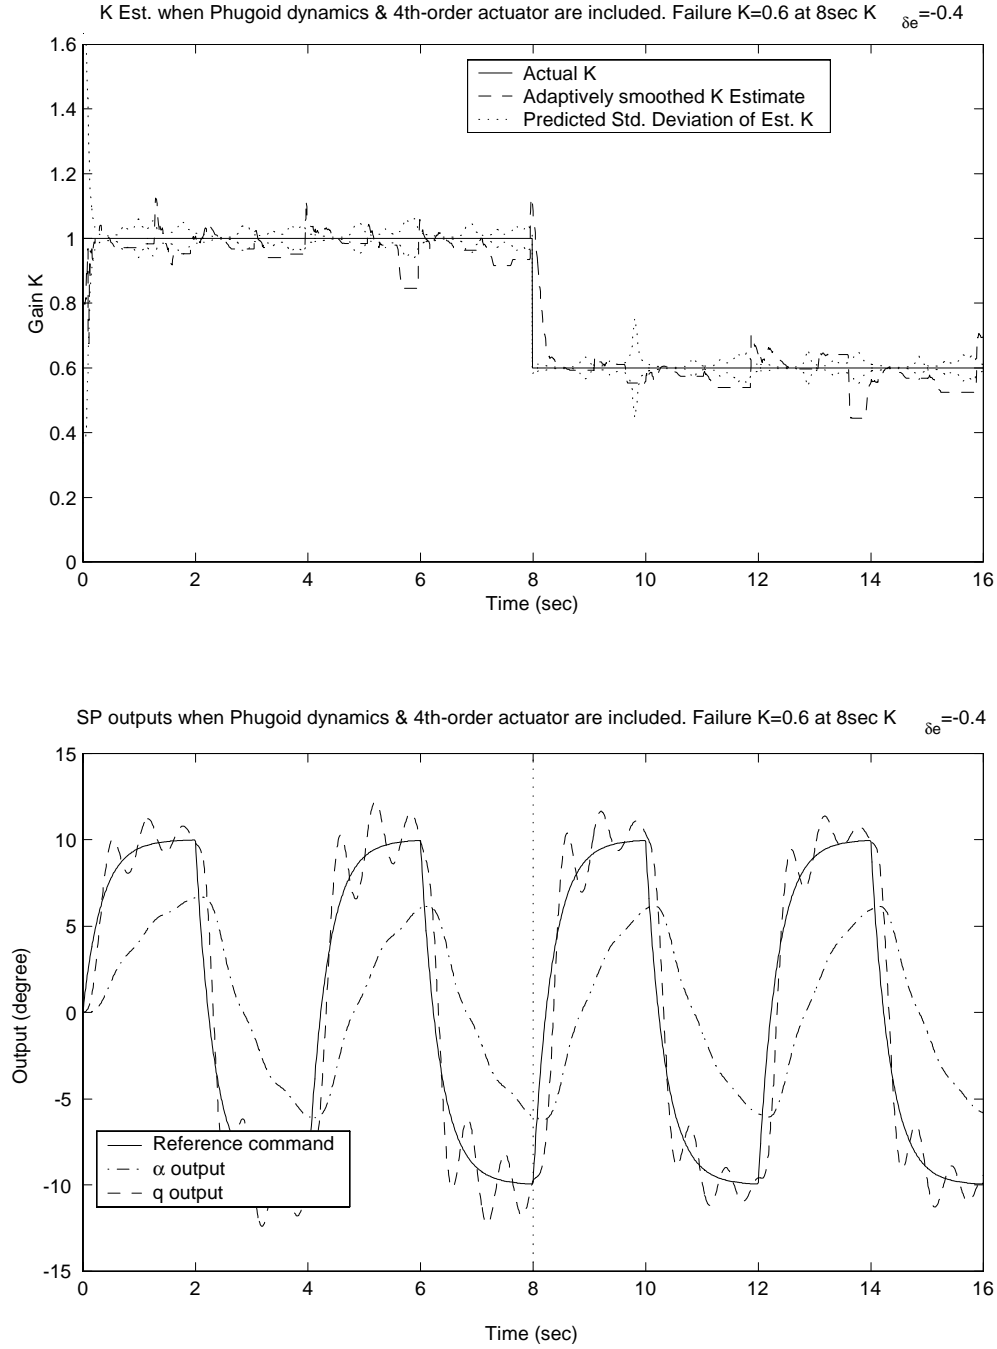 K Est. when Phugoid dynamics & 4th-order actuator are included. Failure K=0.6 at 8sec K δe=-0.4
1.6
1.4
1.2
1
0.8
0.6
0.4
0.2
0
Gain K
Actual K
Adaptively smoothed K Estimate
Predicted Std. Deviation of Est. K
0 2 4 6 8 10 12 14 16
Time (sec)
SP outputs when Phugoid dynamics & 4th-order actuator are included. Failure K=0.6 at 8sec K δe=-0.4
15
10
5
0
-5
-10
-15
Output (degree)
Reference command
α output
q output
0 2 4 6 8 10 12 14 16
Time (sec)